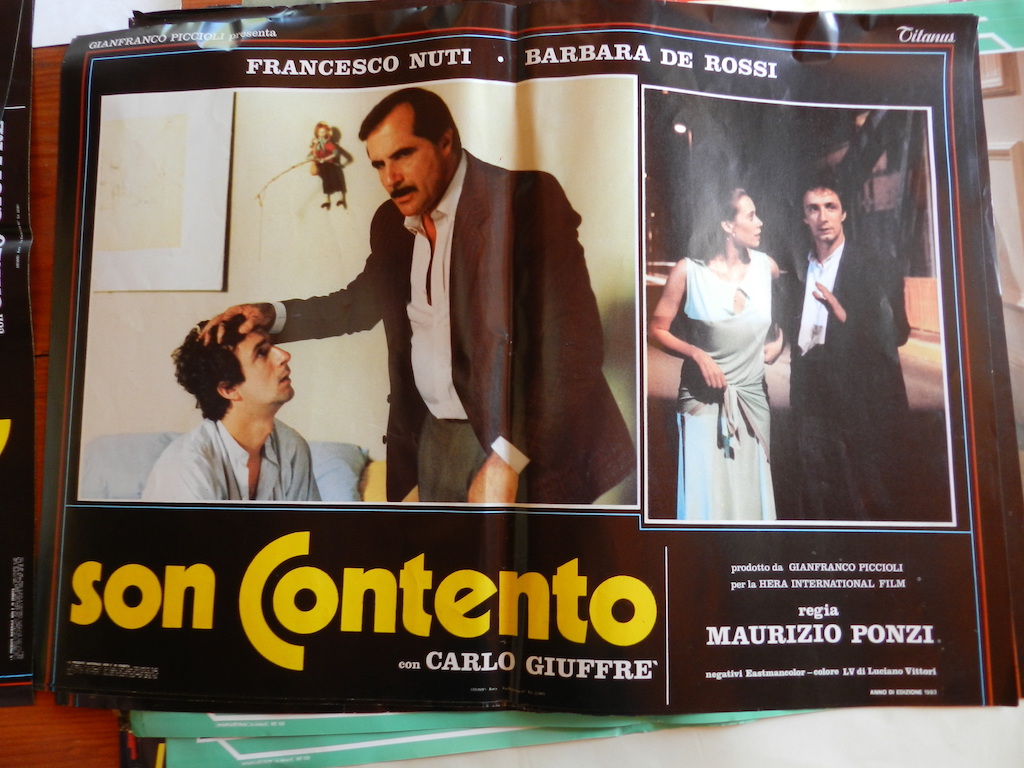 GIANFRANCO PICCIOLI presenta
Titanus
FRANCESCO NUTI • BARBARA DE ROSSI
son Contento
con CARLO GIUFFRE'
prodotto da GIANFRANCO PICCIOLI
per la HERA INTERNATIONAL FILM
regia
MAURIZIO PONZI
negativi Eastmancolor - colore LV di Luciano Vittori
ANNO DI EDIZIONE 1983
con